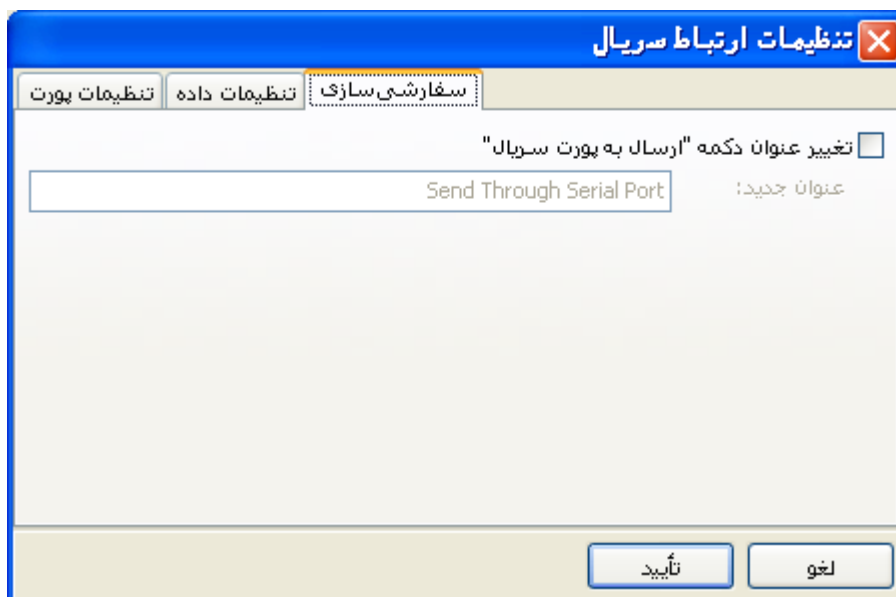 تنظیمات ارتباط سریال
تنظیمات پورت
تنظیمات داده
سفارشی‌سازی
تغییر عنوان دکمه "ارسال به پورت سریال"
عنوان جدید:
Send Through Serial Port
تأیید
لغو